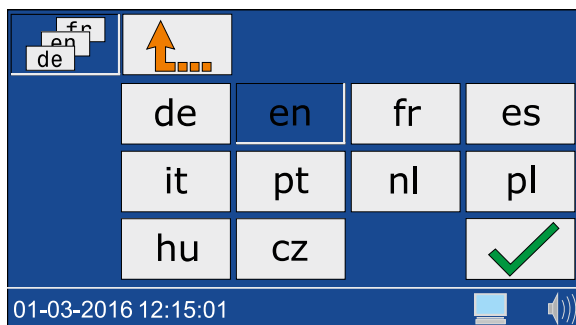 fr
en
de
de en fr es
it pt nl pl
hu cz
01-03-2016 12:15:01